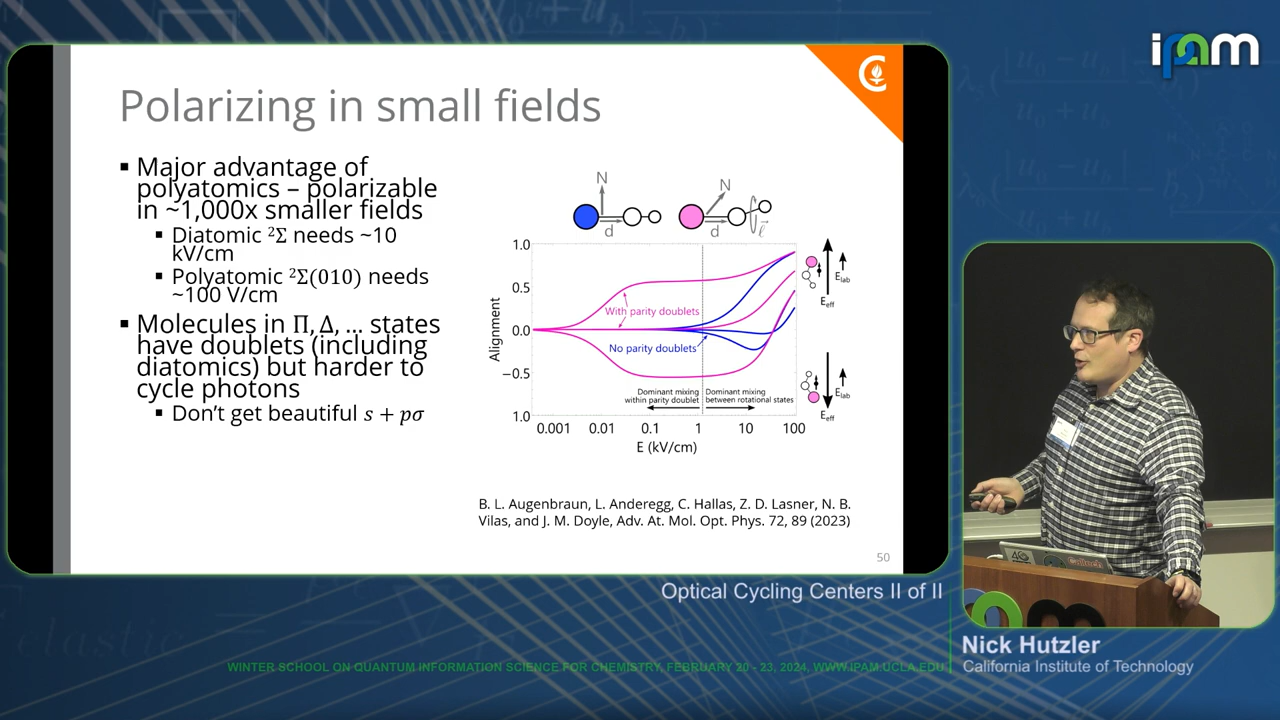 ipam
Polarizing in small fields
▪ Major advantage of
polyatomics – polarizable
in ~1,000x smaller fields
▪ Diatomic ²Σ needs ~10
kV/cm
▪ Polyatomic ²Σ(010) needs
~100 V/cm
▪ Molecules in Π, Δ, … states
have doublets (including
diatomics) but harder to
cycle photons
▪ Don’t get beautiful s + pσ
N
d
N
d
ℓ
Alignment
1.0
0.5
0.0
−0.5
1.0
With parity doublets
No parity doublets
Dominant mixing
within parity doublet
Dominant mixing
between rotational states
0.001 0.01 0.1 1 10 100
E (kV/cm)
Elab
Eeff
Elab
Eeff
B. L. Augenbraun, L. Anderegg, C. Hallas, Z. D. Lasner, N. B.
Vilas, and J. M. Doyle, Adv. At. Mol. Opt. Phys. 72, 89 (2023)
50
Optical Cycling Centers II of II
Caltech
Nick Hutzler
California Institute of Technology
WINTER SCHOOL ON QUANTUM INFORMATION SCIENCE FOR CHEMISTRY, FEBRUARY 20 - 23, 2024, WWW.IPAM.UCLA.EDU
elastic